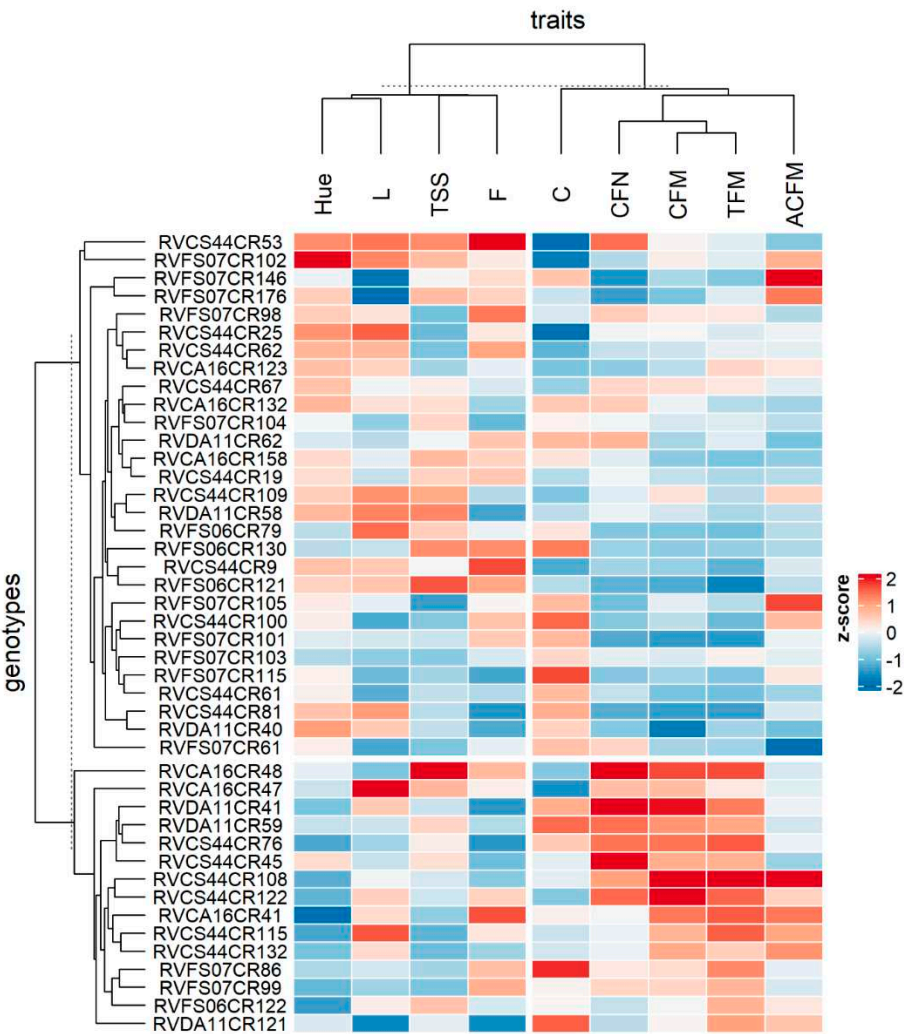 traits
Hue L TSS F C CFN CFM TFM ACFM
genotypes
RVCS44CR53
RVFS07CR102
RVFS07CR146
RVFS07CR176
RVFS07CR98
RVCS44CR25
RVCS44CR62
RVCA16CR123
RVCS44CR67
RVCA16CR132
RVFS07CR104
RVDA11CR62
RVCA16CR158
RVCS44CR19
RVCS44CR109
RVDA11CR58
RVFS06CR79
RVFS06CR130
RVCS44CR9
RVFS06CR121
RVFS07CR105
RVCS44CR100
RVFS07CR101
RVFS07CR103
RVFS07CR115
RVCS44CR61
RVCS44CR81
RVDA11CR40
RVFS07CR61
RVCA16CR48
RVCA16CR47
RVDA11CR41
RVDA11CR59
RVCS44CR76
RVCS44CR45
RVCS44CR108
RVCS44CR122
RVCA16CR41
RVCS44CR115
RVCS44CR132
RVFS07CR86
RVFS07CR99
RVFS06CR122
RVDA11CR121
z-score
2
1
0
-1
-2